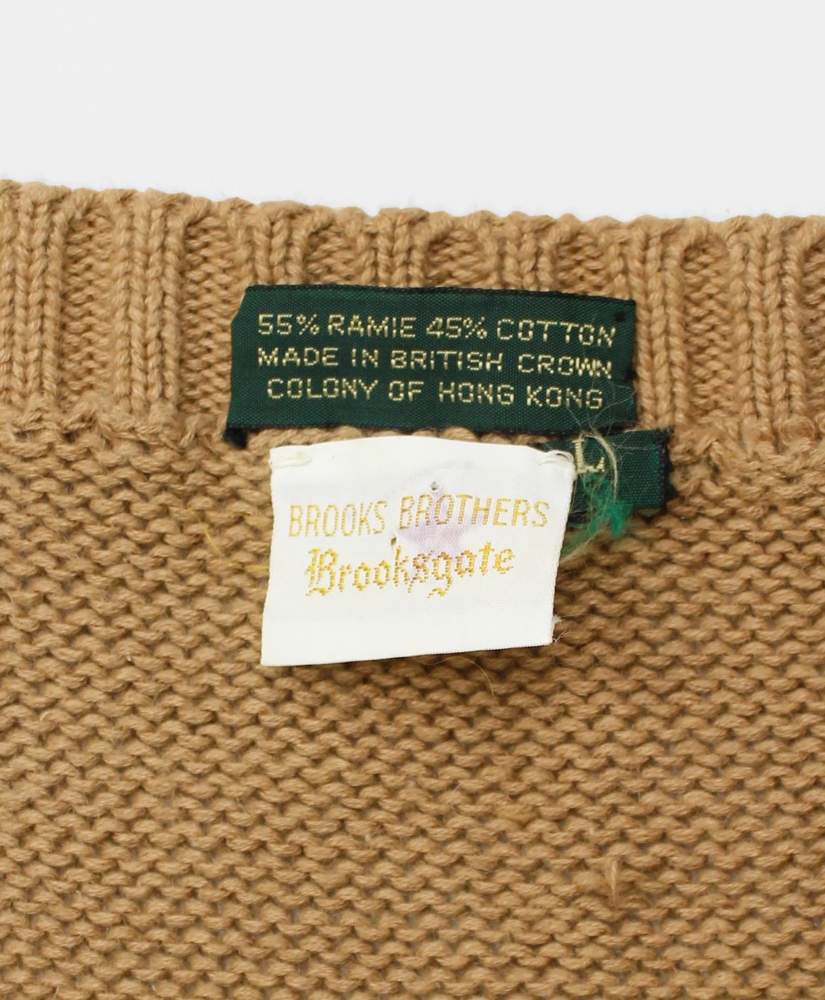 55% RAMIE 45% COTTON
MADE IN BRITISH CROWN
COLONY OF HONG KONG
L
BROOKS BROTHERS
Brooksgate